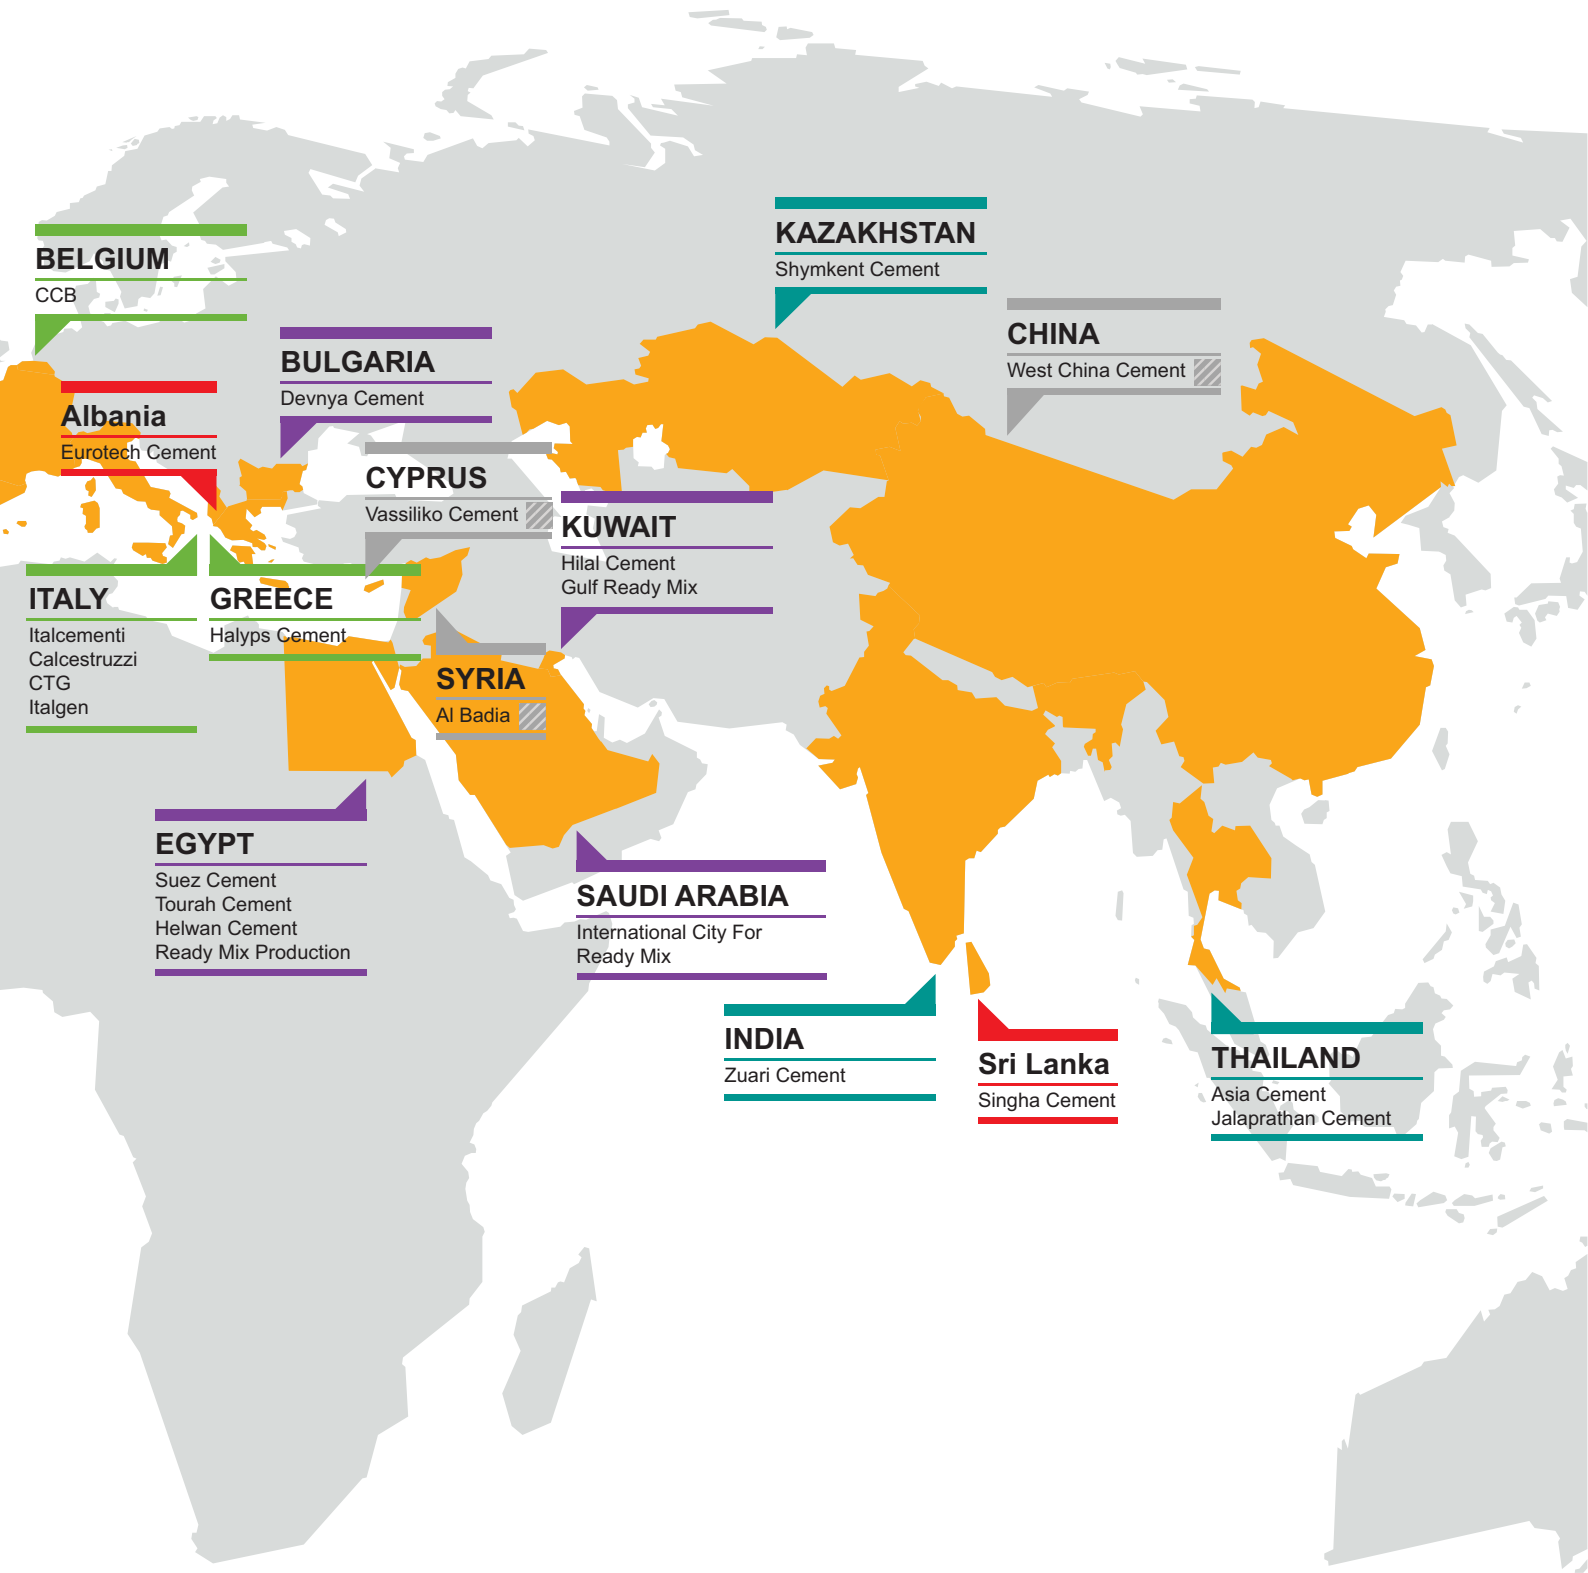 KAZAKHSTAN
Shymkent Cement
BELGIUM
CCB
CHINA
West China Cement
BULGARIA
Devnya Cement
Albania
Eurotech Cement
CYPRUS
Vassiliko Cement
KUWAIT
Hilal Cement
Gulf Ready Mix
ITALY
Italcementi
Calcestruzzi
CTG
Italgen
GREECE
Halyps Cement
SYRIA
Al Badia
EGYPT
Suez Cement
Tourah Cement
Helwan Cement
Ready Mix Production
SAUDI ARABIA
International City For
Ready Mix
INDIA
Zuari Cement
Sri Lanka
Singha Cement
THAILAND
Asia Cement
Jalaprathan Cement